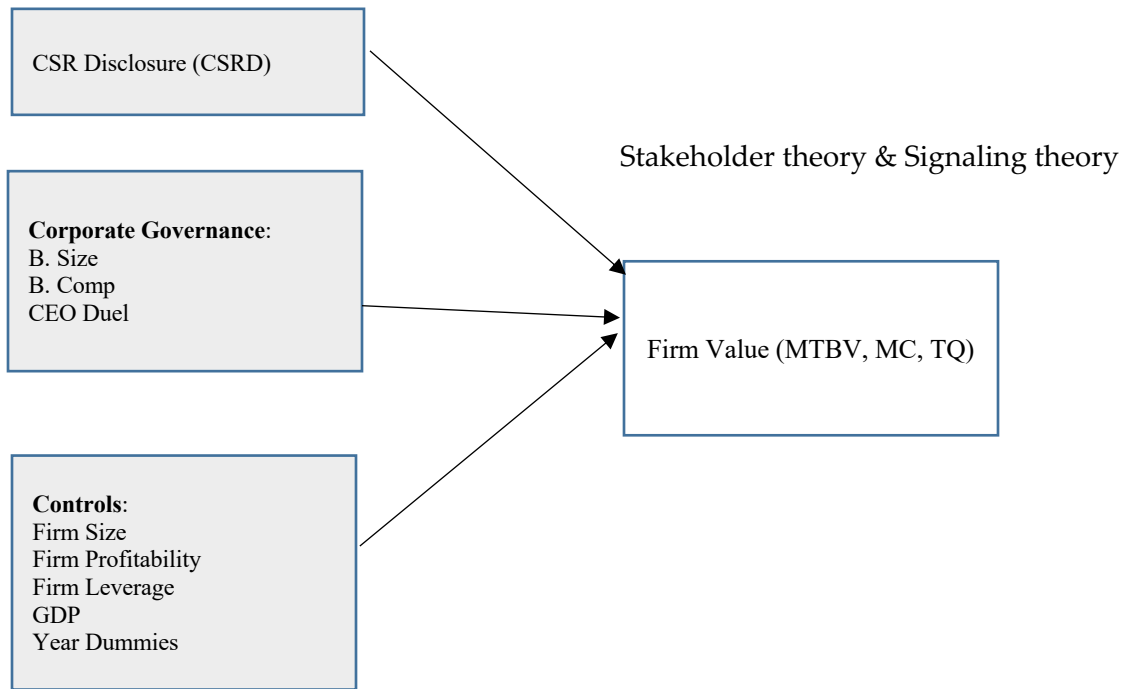 CSR Disclosure (CSRD)
Stakeholder theory & Signaling theory
Corporate Governance:
B. Size
B. Comp
CEO Duel
Firm Value (MTBV, MC, TQ)
Controls:
Firm Size
Firm Profitability
Firm Leverage
GDP
Year Dummies